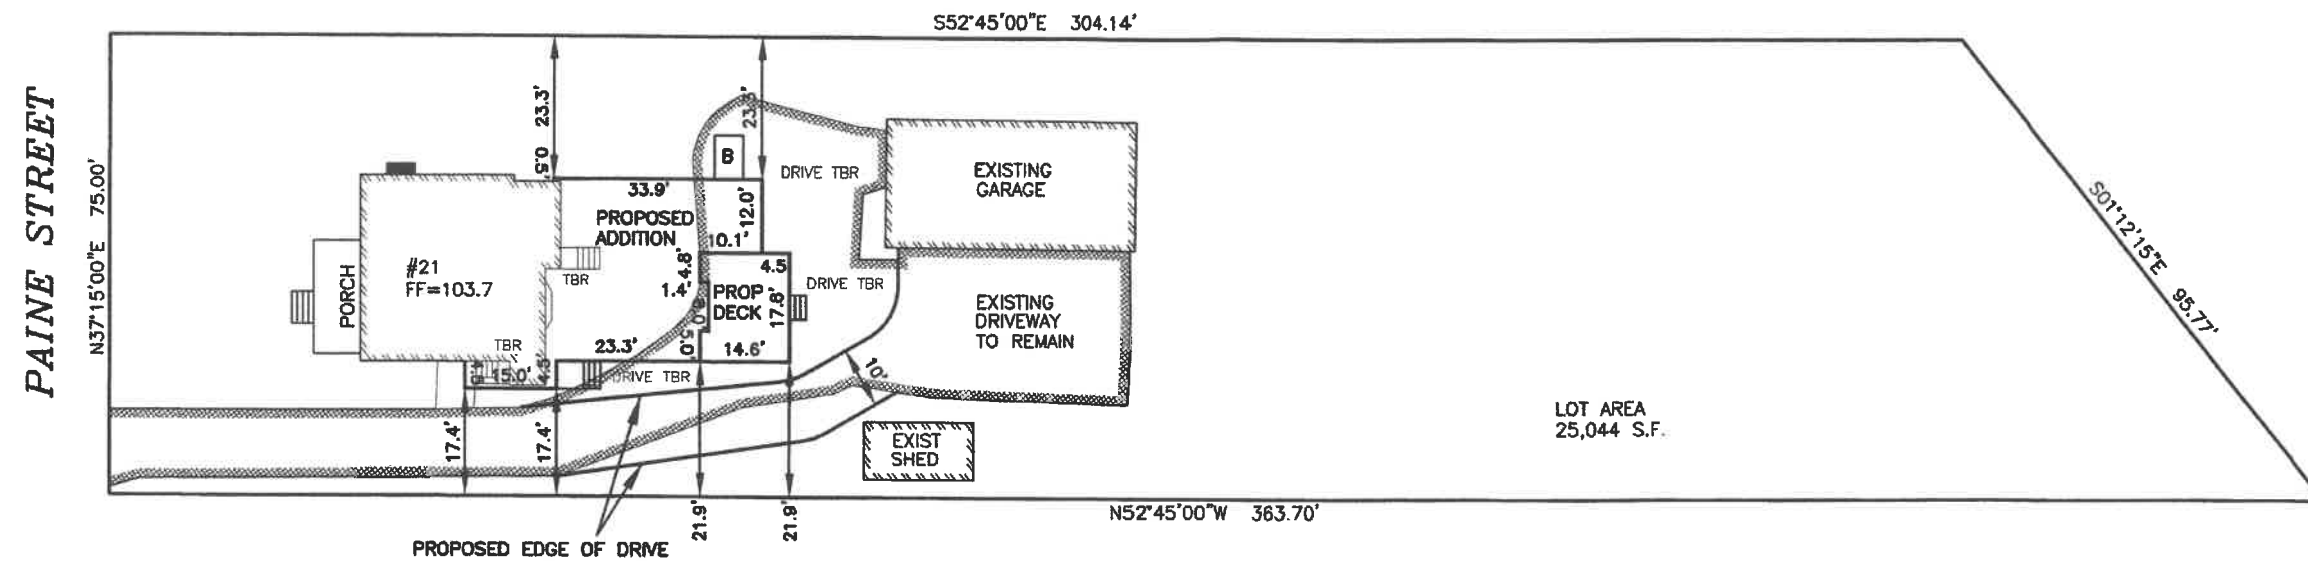 S52°45'00"E 304.14'
PAINE STREET
N37°15'00"E 75.00'
23.3'
0.5'
23.3'
B
33.9'
12.0'
DRIVE TBR
EXISTING
GARAGE
PROPOSED
ADDITION
10.1'
S01°12'15"E 95.77'
#21
FF=103.7
PORCH
TBR
4.8'
4.5
1.4'
PROP
DECK
17.8'
DRIVE TBR
5.0'
14.6'
EXISTING
DRIVEWAY
TO REMAIN
TBR
23.3'
15.0'
4.5'
DRIVE TBR
10'
17.4'
17.4'
EXIST
SHED
LOT AREA
25,044 S.F.
21.9'
21.9'
N52°45'00"W 363.70'
PROPOSED EDGE OF DRIVE